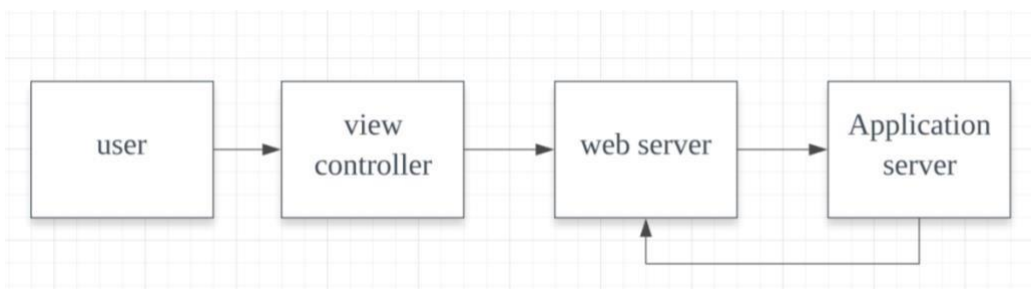 user
view
controller
web server
Application
server